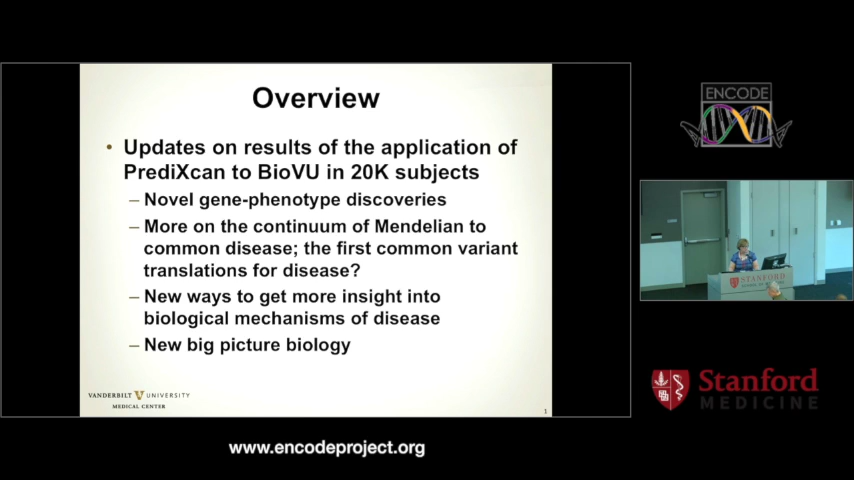 Overview
• Updates on results of the application of
PrediXcan to BioVU in 20K subjects
– Novel gene-phenotype discoveries
– More on the continuum of Mendelian to
common disease; the first common variant
translations for disease?
– New ways to get more insight into
biological mechanisms of disease
– New big picture biology
VANDERBILT V UNIVERSITY
MEDICAL CENTER
1
ENCODE
STANFORD
Stanford
MEDICINE
www.encodeproject.org